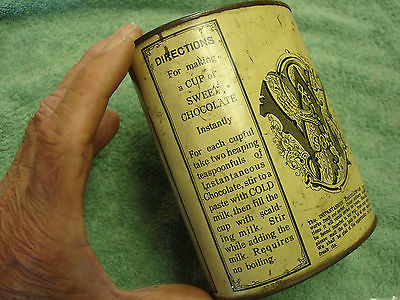 DIRECTIONS
For making
a CUP of
SWEET
CHOCOLATE
Instantly
For each cupful
take two heaping
teaspoonfuls of
Instantaneous
Chocolate, stir to a
paste with COLD
milk, then fill the
cup with scald-
ing milk. Stir
while adding the
milk. Requires
no boiling.